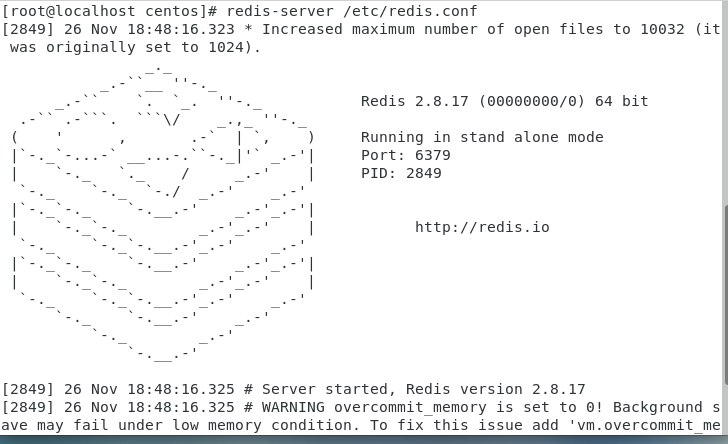 [root@localhost centos]# redis-server /etc/redis.conf
[2849] 26 Nov 18:48:16.323 * Increased maximum number of open files to 10032 (it
 was originally set to 1024).
Redis 2.8.17 (00000000/0) 64 bit
Running in stand alone mode
Port: 6379
PID: 2849
http://redis.io
[2849] 26 Nov 18:48:16.325 # Server started, Redis version 2.8.17
[2849] 26 Nov 18:48:16.325 # WARNING overcommit_memory is set to 0! Background s
ave may fail under low memory condition. To fix this issue add 'vm.overcommit_me